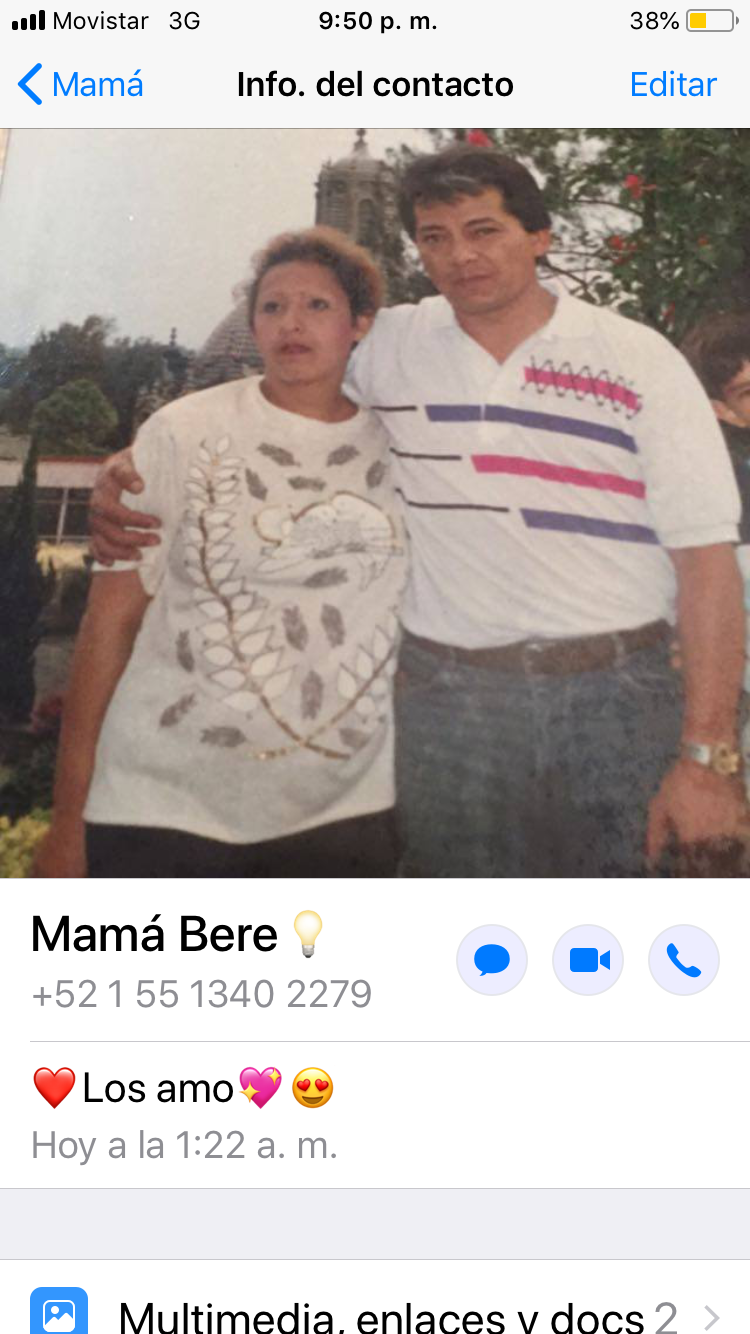 Movistar 3G 9:50 p. m. 38%
Mamá Info. del contacto Editar
Mamá Bere 💡
+52 1 55 1340 2279
❤️Los amo💖😍
Hoy a la 1:22 a. m.
Multimedia, enlaces y docs 2